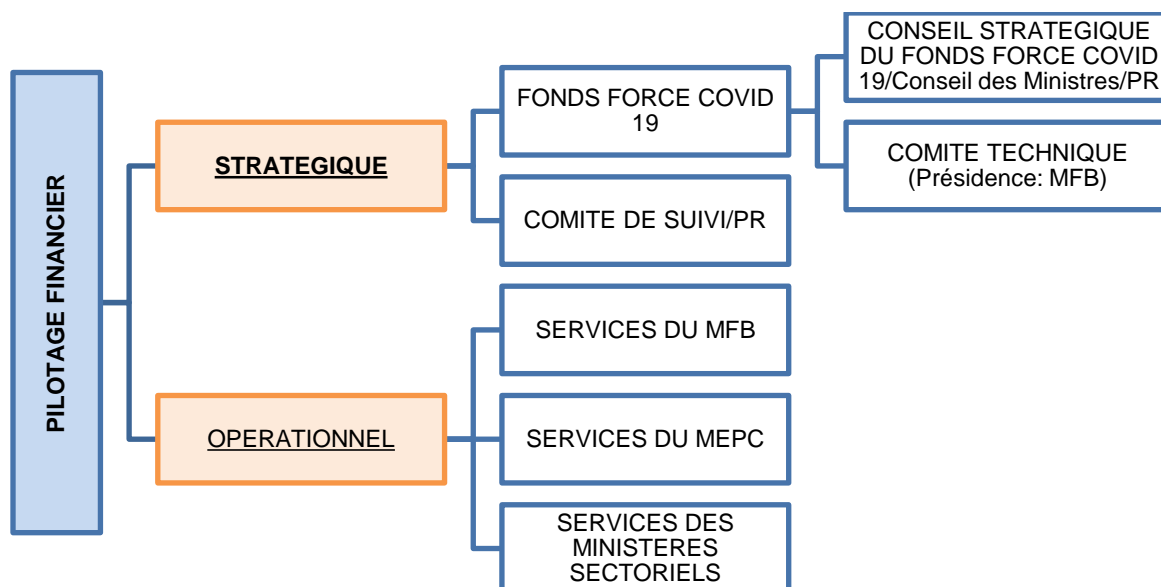 PILOTAGE FINANCIER
STRATEGIQUE
FONDS FORCE COVID
19
CONSEIL STRATEGIQUE
DU FONDS FORCE COVID
19/Conseil des Ministres/PR
COMITE TECHNIQUE
(Présidence: MFB)
COMITE DE SUIVI/PR
OPERATIONNEL
SERVICES DU MFB
SERVICES DU MEPC
SERVICES DES
MINISTERES
SECTORIELS